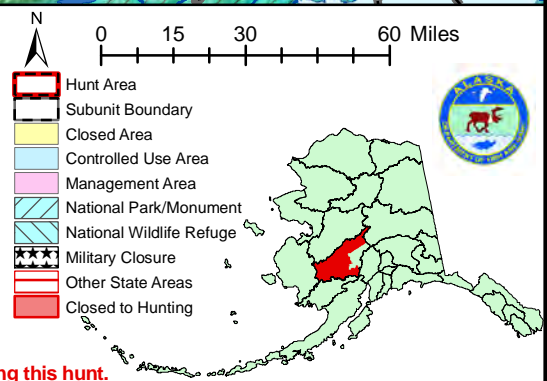 N
0 15 30 60 Miles
Hunt Area
Subunit Boundary
Closed Area
Controlled Use Area
Management Area
National Park/Monument
National Wildlife Refuge
Military Closure
Other State Areas
Closed to Hunting
ALASKA
ng this hunt.